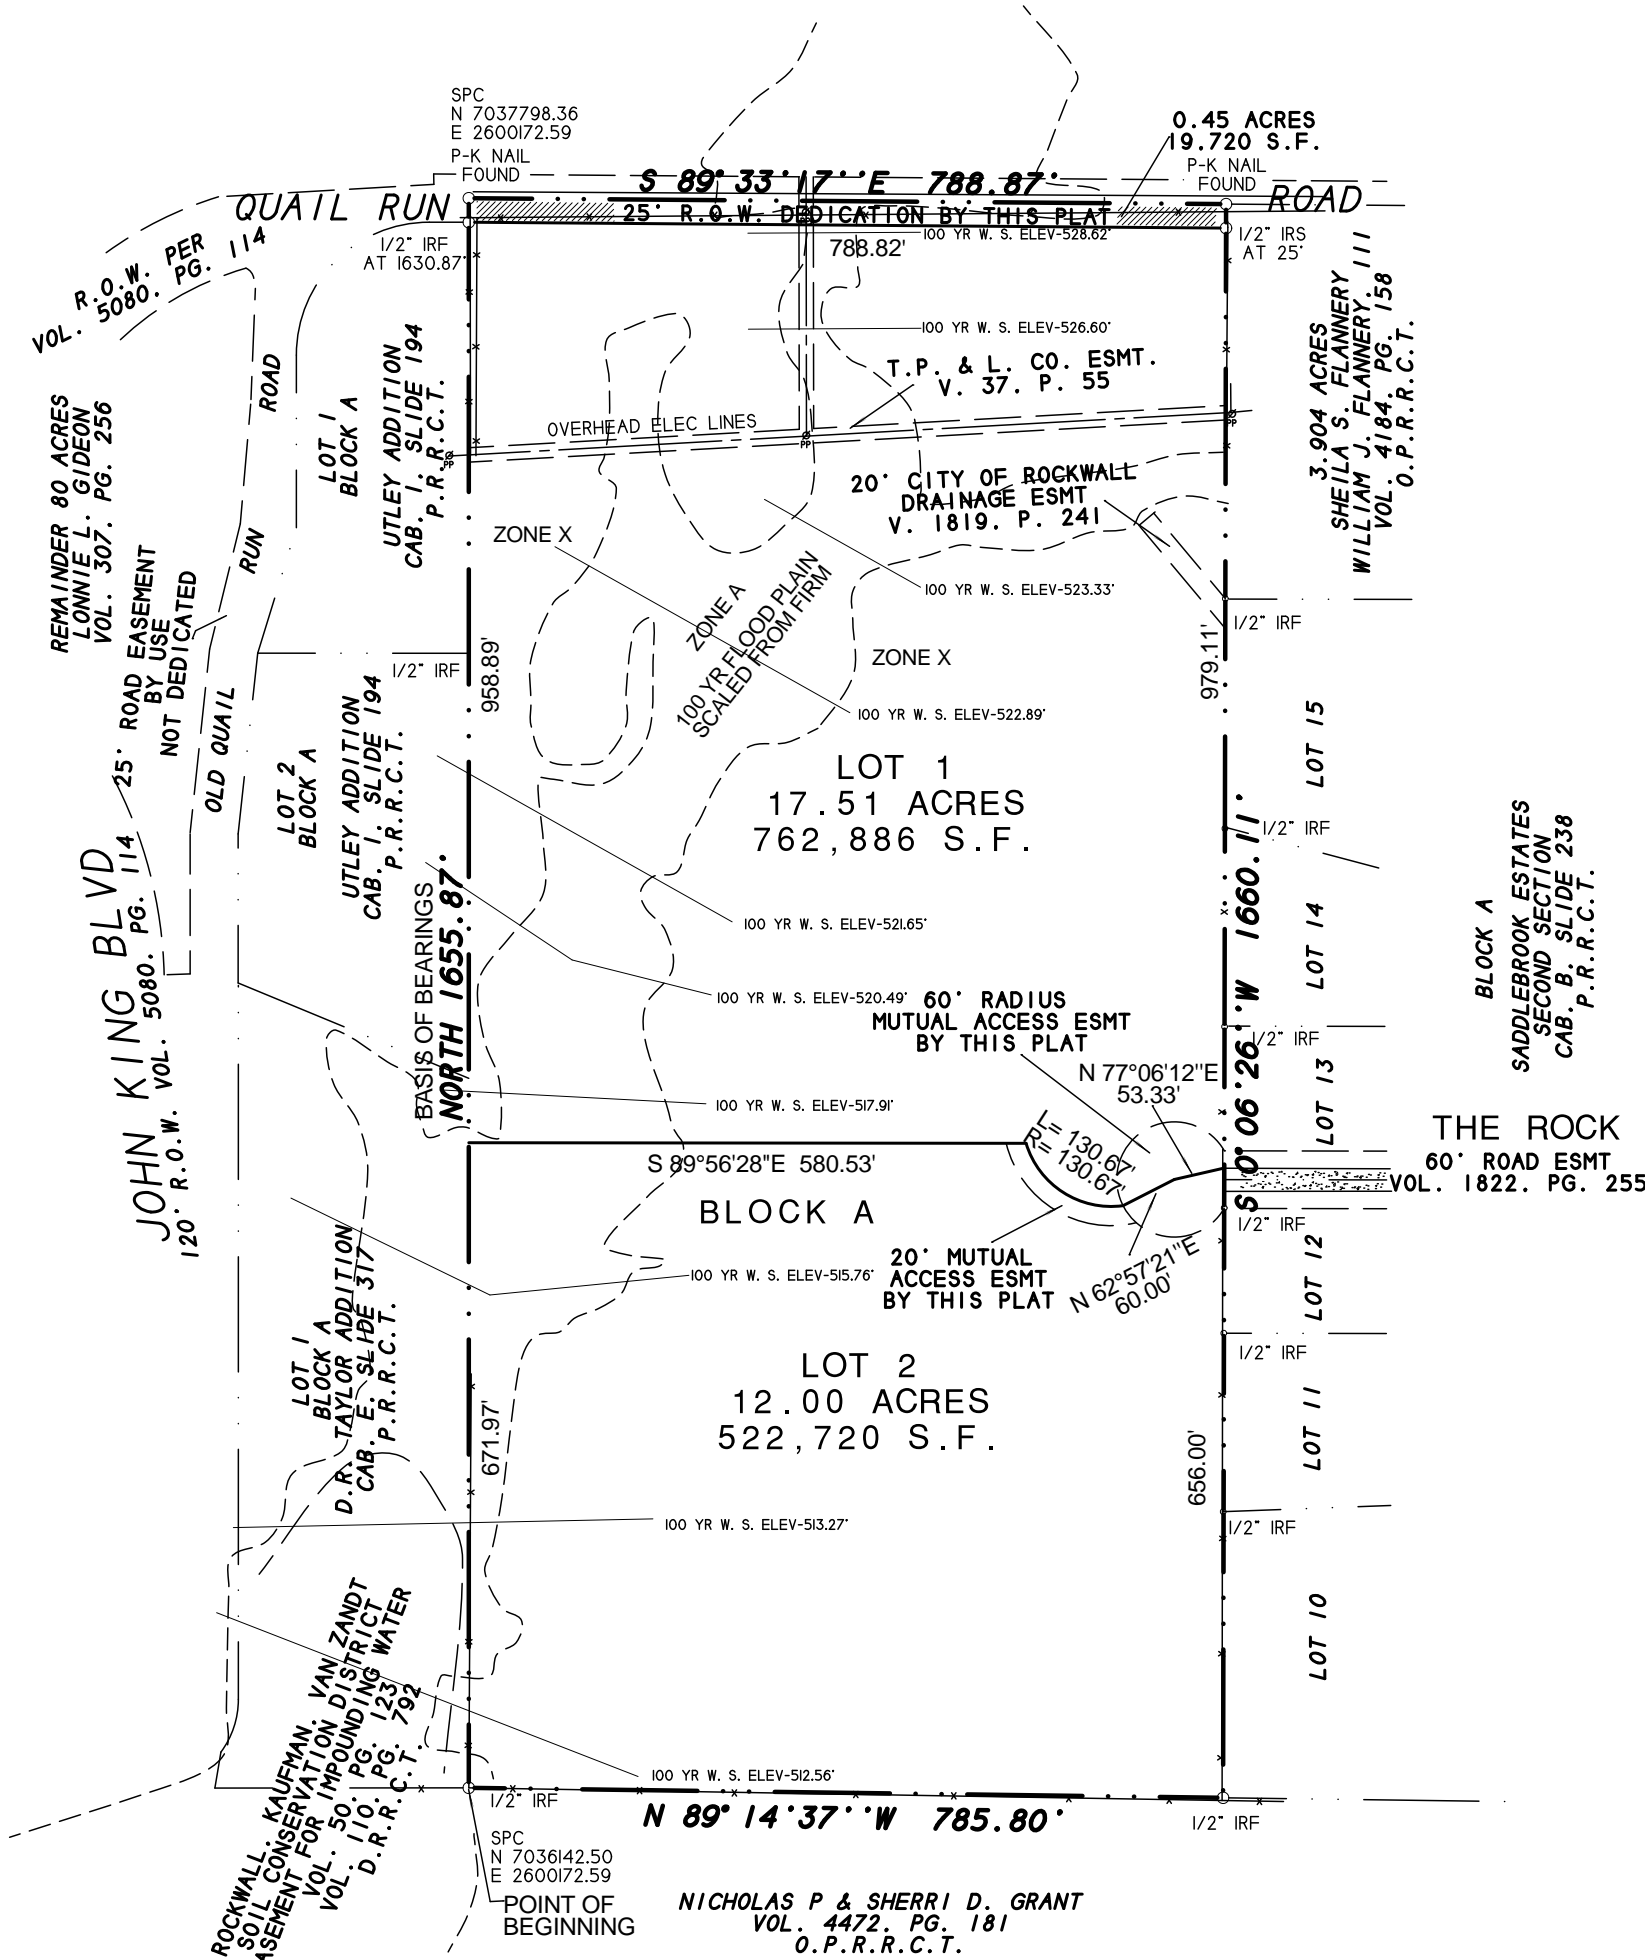 SPC
N 7037798.36
E 2600172.59
P-K NAIL
FOUND
0.45 ACRES
19.720 S.F.
P-K NAIL
FOUND
S 89° 33'17''E 788.87'
QUAIL RUN
ROAD
25' R.O.W. DEDICATION BY THIS PLAT
1/2" IRF
AT 1630.87'
788.82'
100 YR W. S. ELEV-528.62'
1/2" IRS
AT 25'
R.O.W. PER
VOL. 5080. PG. 114
3.904 ACRES
SHEILA S. FLANNERY
WILLIAM J. FLANNERY. III
VOL. 4184. PG. 158
O.P.R.R.C.T.
100 YR W. S. ELEV-526.60'
T.P. & L. CO. ESMT.
V. 37. P. 55
OVERHEAD ELEC LINES
PP
PP
PP
PP
REMAINDER 80 ACRES
LONNIE L. GIDEON
VOL. 307. PG. 256
LOT 1
BLOCK A
UTLEY ADDITION
CAB. I. SLIDE 194
P.R.R.C.T.
OLD QUAIL
RUN
ROAD
20' CITY OF ROCKWALL
DRAINAGE ESMT
V. 1819. P. 241
ZONE X
ZONE A
100 YR FLOOD PLAIN
SCALED FROM FIRM
ZONE X
100 YR W. S. ELEV-523.33'
1/2" IRF
25' ROAD EASEMENT
BY USE
NOT DEDICATED
1/2" IRF
958.89'
979.11'
100 YR W. S. ELEV-522.89'
LOT 2
BLOCK A
UTLEY ADDITION
CAB. I. SLIDE 194
P.R.R.C.T.
LOT 1
17.51 ACRES
762,886 S.F.
LOT 15
1/2" IRF
JOHN KING BLVD
120' R.O.W. VOL. 5080. PG. 114
BASIS OF BEARINGS
NORTH 1655.87'
100 YR W. S. ELEV-521.65'
S 0° 06'26''W 1660.11'
LOT 14
BLOCK A
SADDLEBROOK ESTATES
SECOND SECTION
CAB. B. SLIDE 238
P.R.R.C.T.
100 YR W. S. ELEV-520.49'
60' RADIUS
MUTUAL ACCESS ESMT
BY THIS PLAT
1/2" IRF
LOT 13
N 77°06'12"E
53.33'
100 YR W. S. ELEV-517.91'
L= 130.67'
R= 130.67'
THE ROCK
60' ROAD ESMT
VOL. 1822. PG. 255
S 89°56'28"E 580.53'
BLOCK A
1/2" IRF
20' MUTUAL
ACCESS ESMT
BY THIS PLAT
N 62°57'21"E
60.00'
100 YR W. S. ELEV-515.76'
LOT 12
LOT 1
BLOCK A
D.R. TAYLOR ADDITION
CAB. E. SLIDE 317
P.R.R.C.T.
LOT 2
12.00 ACRES
522,720 S.F.
1/2" IRF
LOT 11
671.97'
656.00'
100 YR W. S. ELEV-513.27'
1/2" IRF
LOT 10
ROCKWALL. KAUFMAN. VAN ZANDT
SOIL CONSERVATION DISTRICT
ASEMENT FOR IMPOUNDING WATER
VOL. 50. PG. 123
VOL. 110. PG. 792
D.R.R.C.T.
100 YR W. S. ELEV-512.56'
1/2" IRF
N 89° 14'37''W 785.80'
1/2" IRF
SPC
N 7036142.50
E 2600172.59
POINT OF
BEGINNING
NICHOLAS P & SHERRI D. GRANT
VOL. 4472. PG. 181
O.P.R.R.C.T.